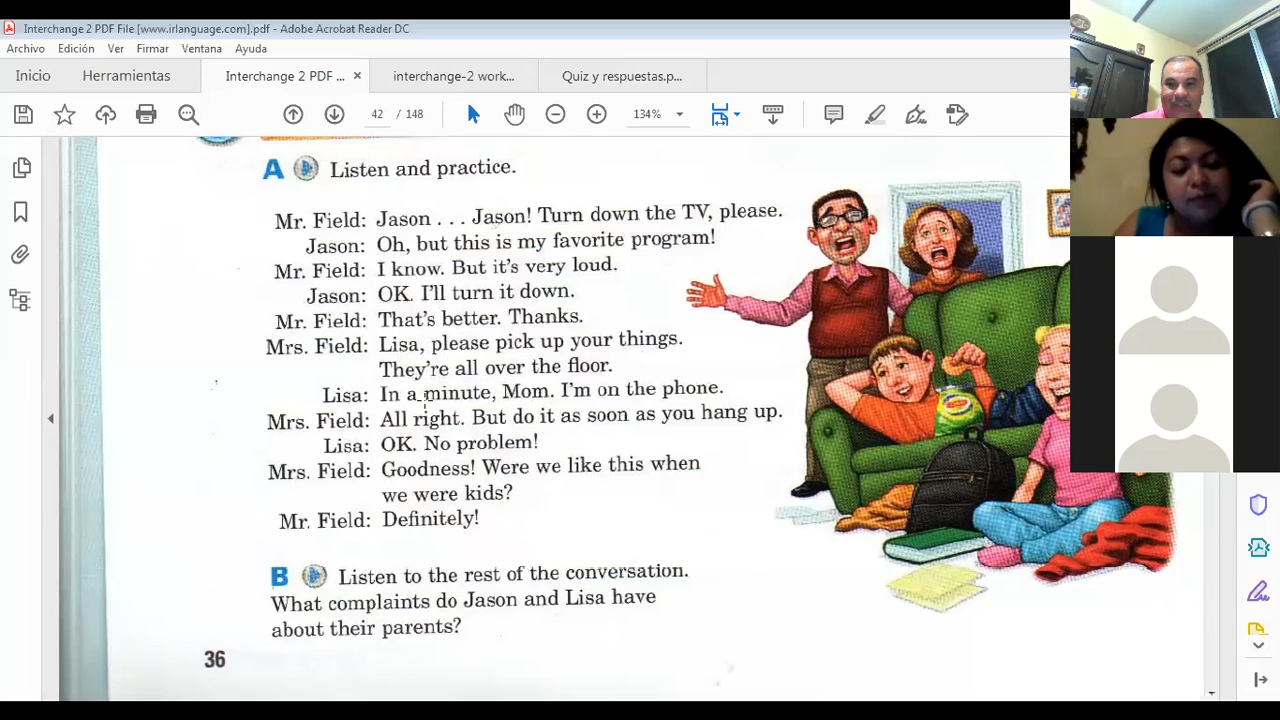 Interchange 2 PDF File [www.irlanguage.com].pdf - Adobe Acrobat Reader DC
Archivo Edición Ver Firmar Ventana Ayuda
Inicio Herramientas Interchange 2 PDF ... × interchange-2 work... Quiz y respuestas.p...
42 / 148 134%
A Listen and practice.
Mr. Field: Jason . . . Jason! Turn down the TV, please.
Jason: Oh, but this is my favorite program!
Mr. Field: I know. But it's very loud.
Jason: OK. I'll turn it down.
Mr. Field: That's better. Thanks.
Mrs. Field: Lisa, please pick up your things.
They're all over the floor.
Lisa: In a minute, Mom. I'm on the phone.
Mrs. Field: All right. But do it as soon as you hang up.
Lisa: OK. No problem!
Mrs. Field: Goodness! Were we like this when
we were kids?
Mr. Field: Definitely!
B Listen to the rest of the conversation.
What complaints do Jason and Lisa have
about their parents?
36